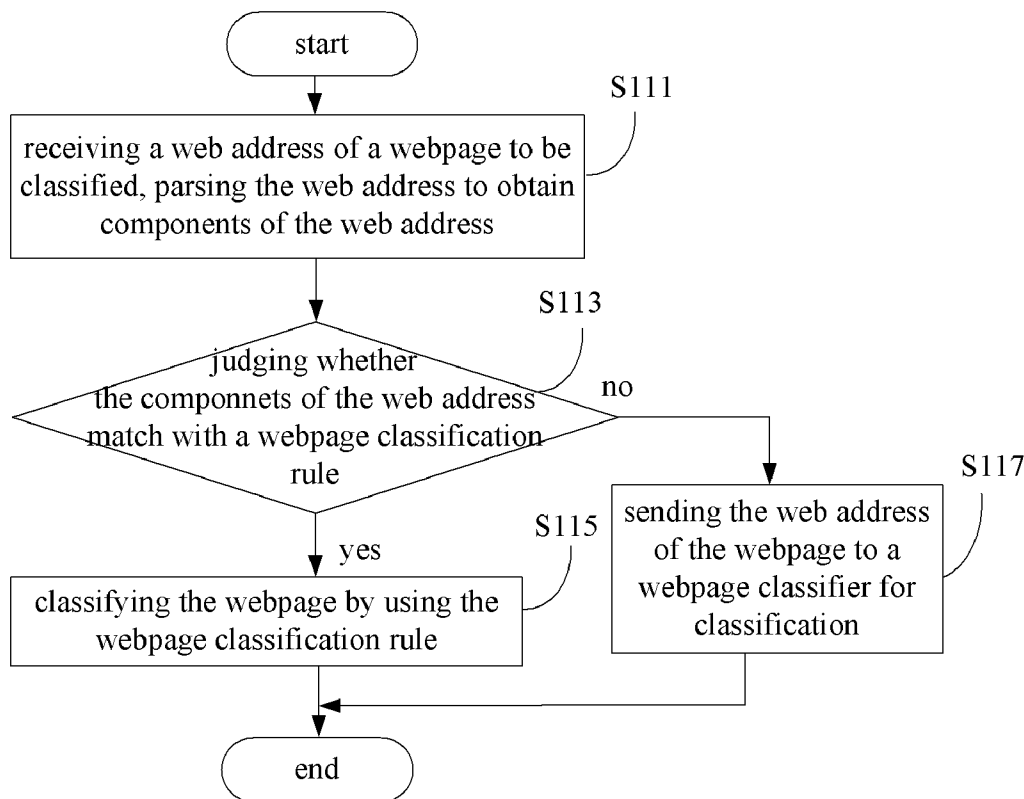 start
S111
receiving a web address of a webpage to be
classified, parsing the web address to obtain
components of the web address
S113
judging whether
the componnets of the web address
match with a webpage classification
rule
no
yes
S115
classifying the webpage by using the
webpage classification rule
S117
sending the web address
of the webpage to a
webpage classifier for
classification
end